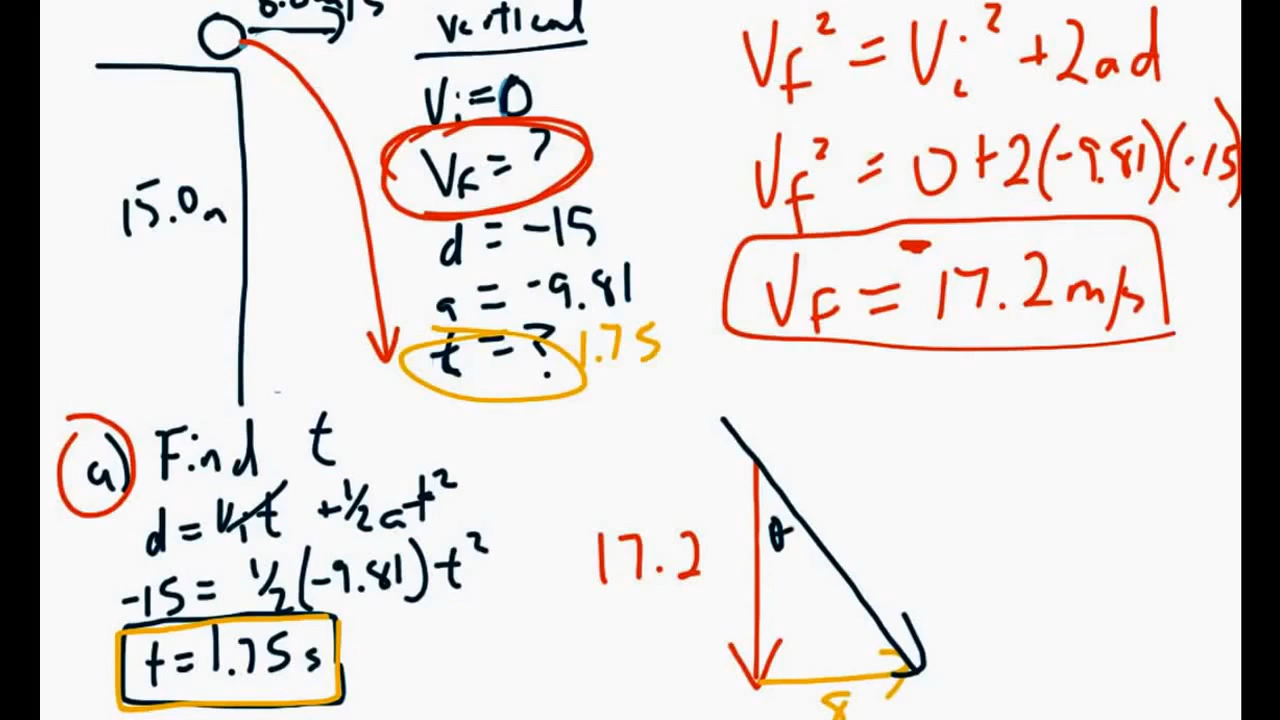 vertical
Vi = 0
VF = ?
d = -15
a = -9.81
t = ? 1.75
15.0m
Vf² = Vi² + 2ad
Vf² = 0 + 2(-9.81)(-15)
VF = -17.2 m/s
a) Find t
d = Vit + 1/2at²
-15 = 1/2(-9.81)t²
t = 1.75 s
17.2
θ
8